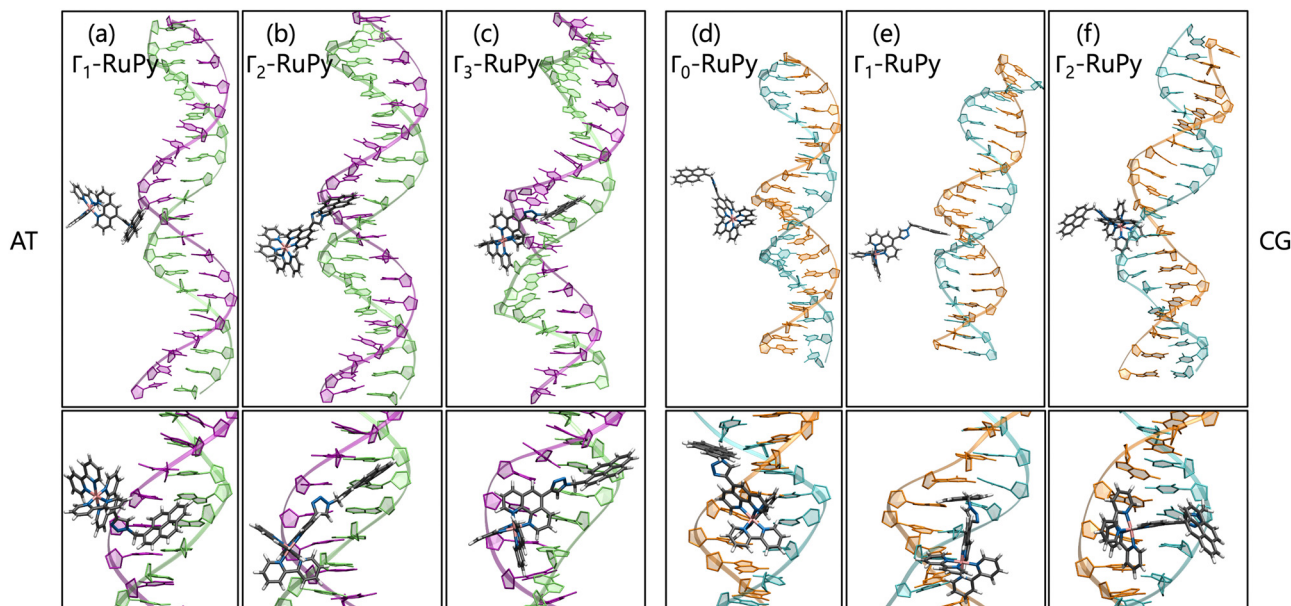 (a)
Γ₁-RuPy
(b)
Γ₂-RuPy
(c)
Γ₃-RuPy
(d)
Γ₀-RuPy
(e)
Γ₁-RuPy
(f)
Γ₂-RuPy
AT
CG